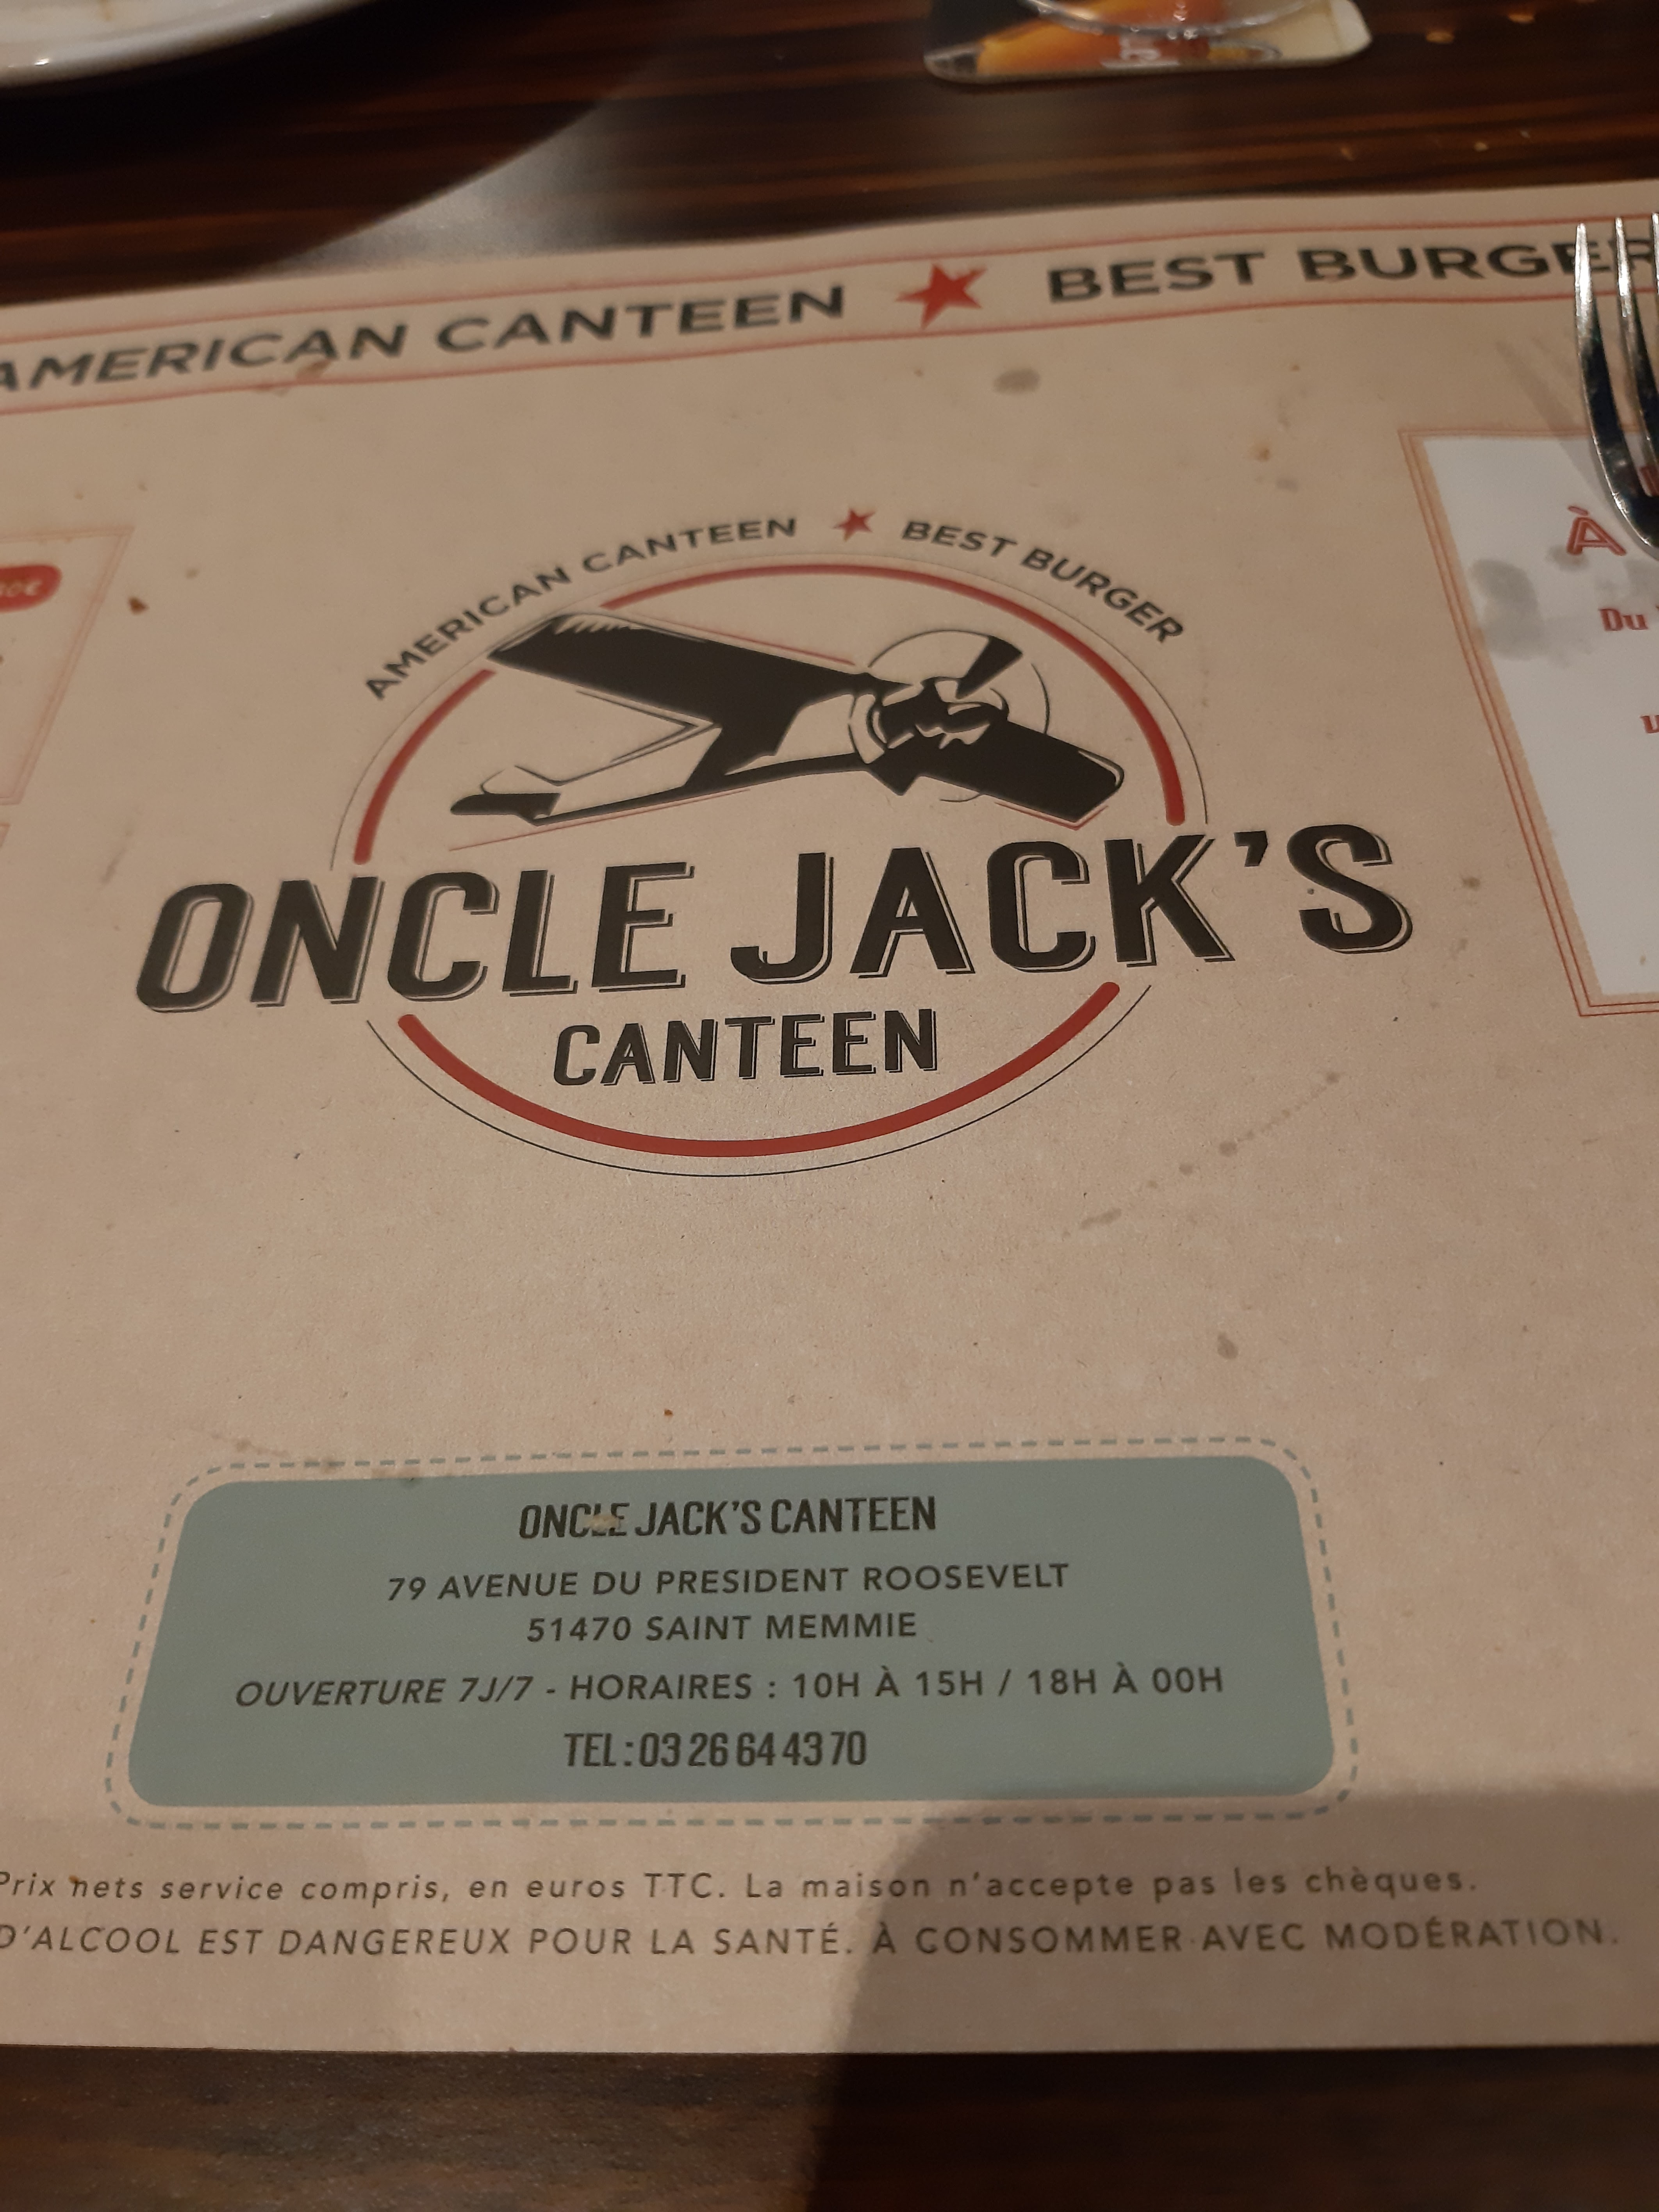 AMERICAN CANTEEN ★ BEST BURGER
AMERICAN CANTEEN ★ BEST BURGER
ONCLE JACK'S
CANTEEN
À
Du
ONCLE JACK'S CANTEEN
79 AVENUE DU PRESIDENT ROOSEVELT
51470 SAINT MEMMIE
OUVERTURE 7J/7 - HORAIRES : 10H À 15H / 18H À 00H
TEL : 03 26 64 43 70
Prix nets service compris, en euros TTC. La maison n'accepte pas les chèques.
D'ALCOOL EST DANGEREUX POUR LA SANTÉ. À CONSOMMER AVEC MODÉRATION.